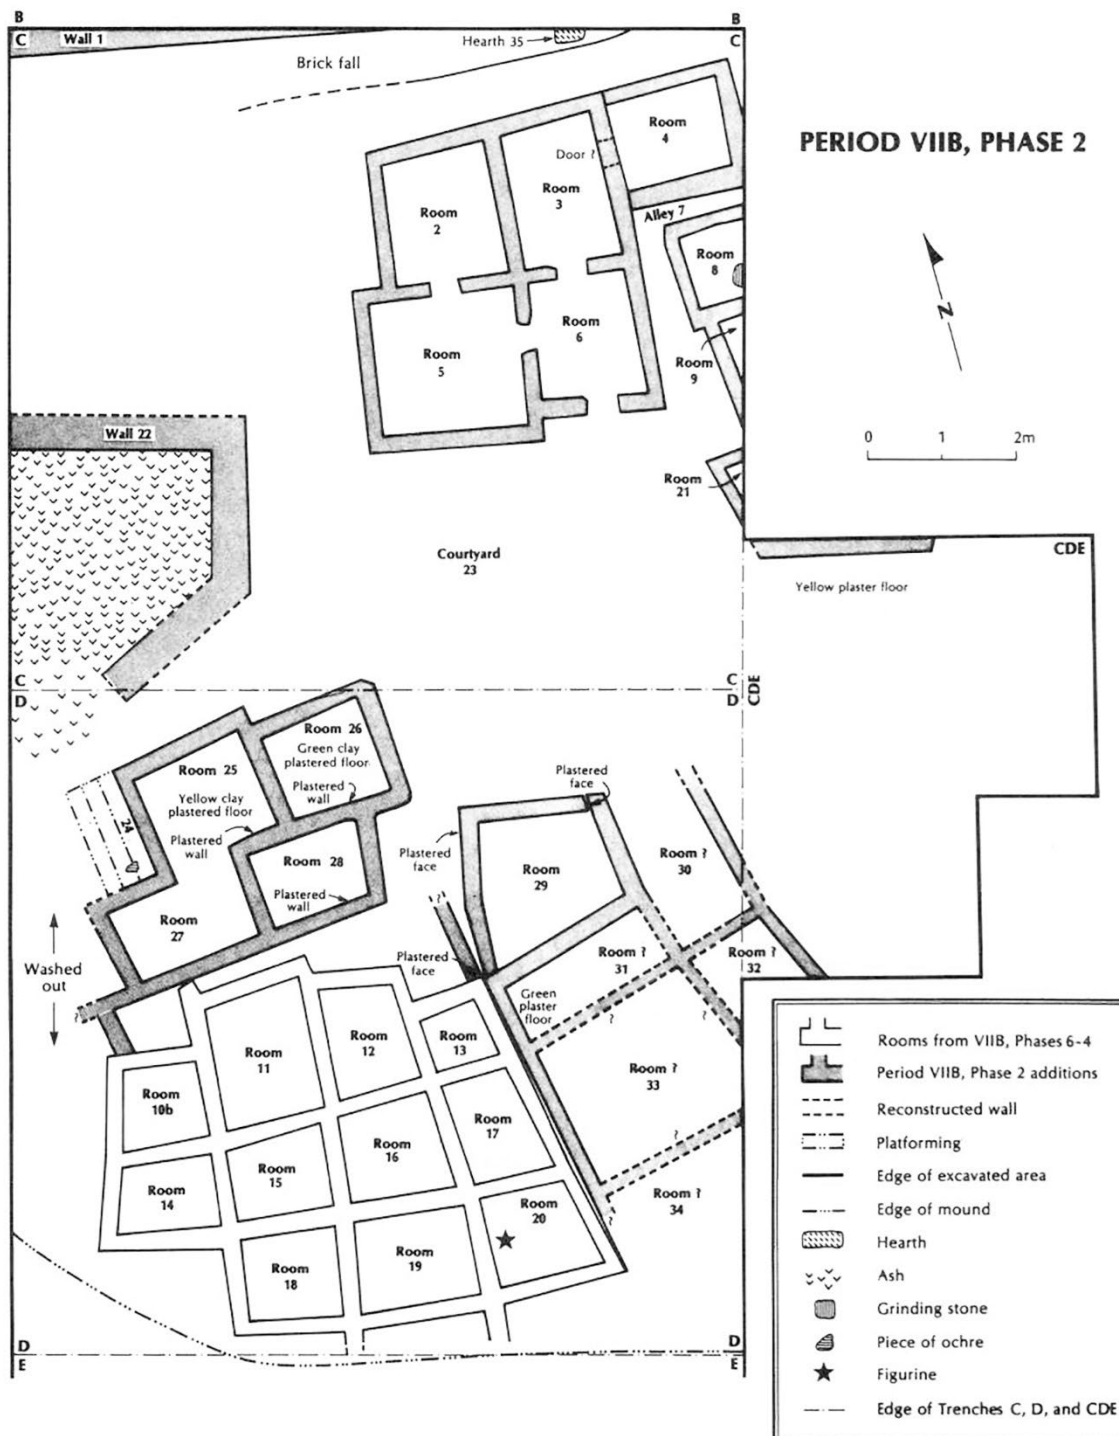 B
B
C
Wall 1
Hearth 35
C
Brick fall
PERIOD VIIB, PHASE 2
Room
4
Door ?
Room
3
Room
2
Alley 7
Room
8
N
Room
6
Room
5
Room
9
0 1 2m
Wall 22
Room
21
Courtyard
23
CDE
Yellow plaster floor
C
D
C
D
CDE
Room 26
Green clay
plastered floor
Plastered
wall
Room 25
Yellow clay
plastered floor
Plastered
wall
24
Plastered
face
Plastered
face
Room 28
Plastered
wall
Room
29
Room ?
30
Room
27
Washed
out
Plastered
face
Room ?
31
Room ?
32
Green
plaster
floor
Room
10b
Room
11
Room
12
Room
13
Room ?
33
Room
14
Room
15
Room
16
Room
17
Room
18
Room
19
Room
20
Room ?
34
D
E
D
E
Rooms from VIIB, Phases 6-4
Period VIIB, Phase 2 additions
Reconstructed wall
Platforming
Edge of excavated area
Edge of mound
Hearth
Ash
Grinding stone
Piece of ochre
Figurine
Edge of Trenches C, D, and CDE